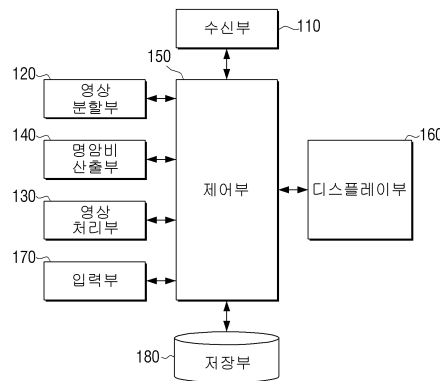 수신부
110
150
120
영상
분할부
140
명암비
산출부
160
제어부
디스플레이부
130
영상
처리부
170
입력부
180
저장부